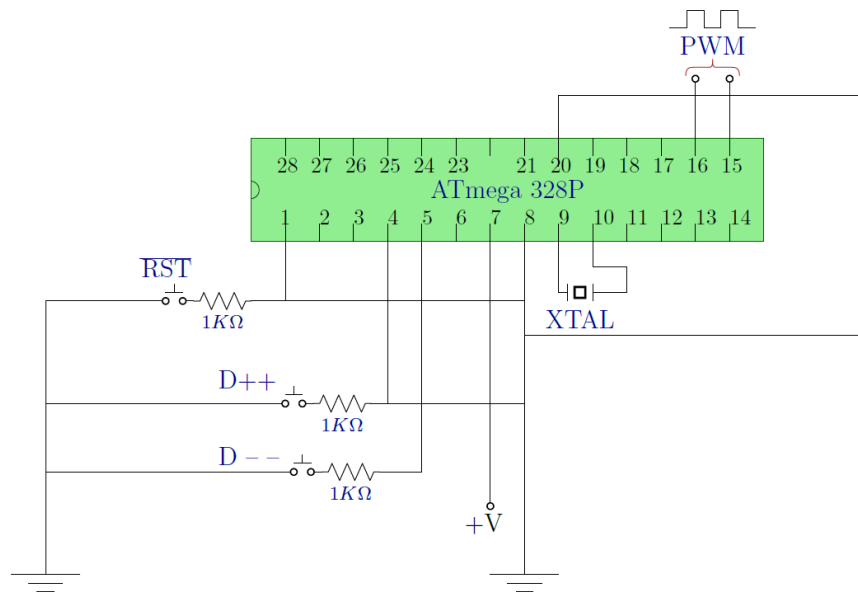 PWM
28 27 26 25 24 23 21 20 19 18 17 16 15
ATmega 328P
1 2 3 4 5 6 7 8 9 10 11 12 13 14
R̅S̅T̅
1KΩ
XTAL
D++
1KΩ
D −−
1KΩ
+V